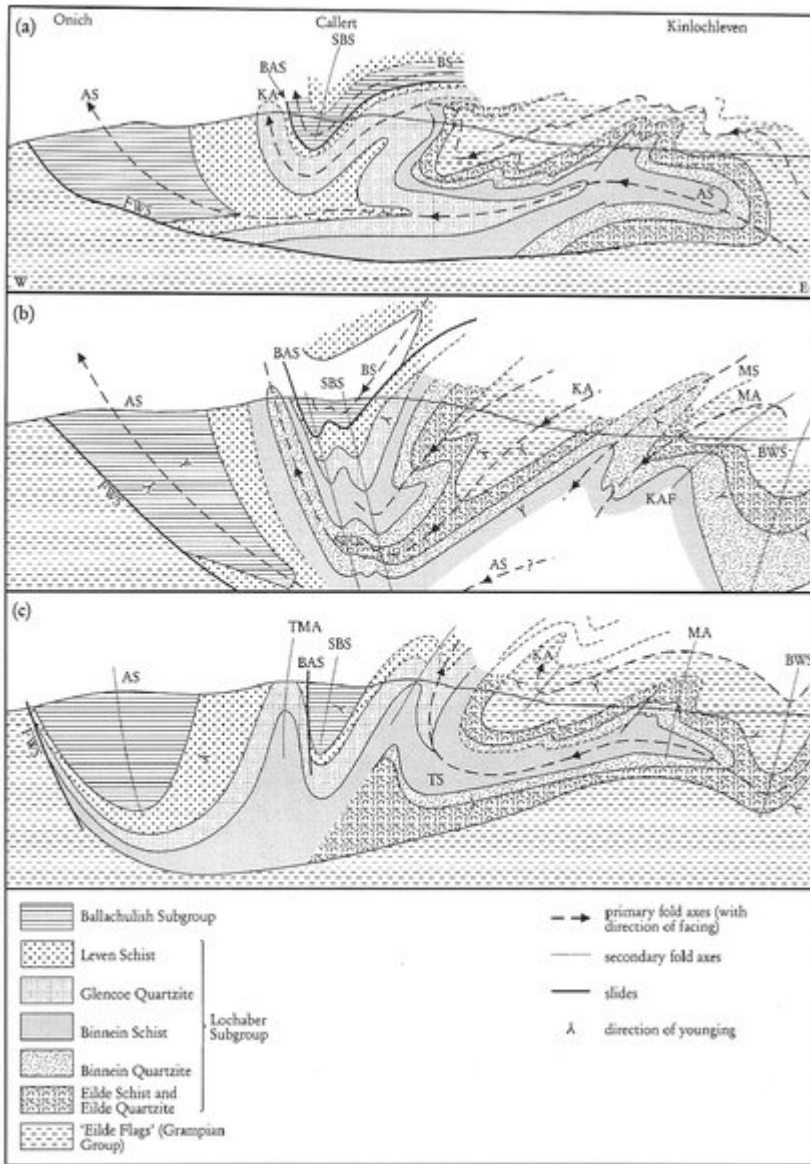 (a)
Onich
Callert
Kinlochleven
SBS
BAS
BS
KA
AS
AS
W
E
(b)
BAS
SBS
BS
AS
KA
MS
MA
BWS
KAF
AS
?
(c)
TMA
SBS
BAS
AS
KA
MA
BWS
TS
Ballachulish Subgroup
Leven Schist
Glencoe Quartzite
Binnein Schist
Binnein Quartzite
Eilde Schist and
Eilde Quartzite
'Eilde Flags' (Grampian
Group)
Lochaber
Subgroup
primary fold axes (with
direction of facing)
secondary fold axes
slides
direction of younging